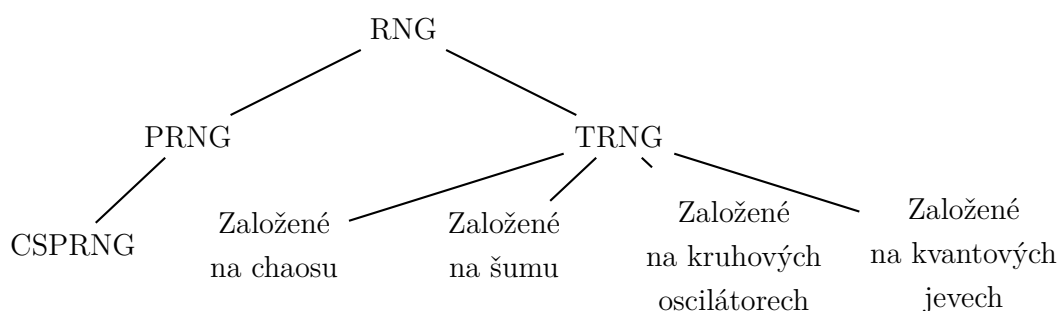 RNG
PRNG
TRNG
CSPRNG
Založené
na chaosu
Založené
na šumu
Založené
na kruhových
oscilátorech
Založené
na kvantových
jevech